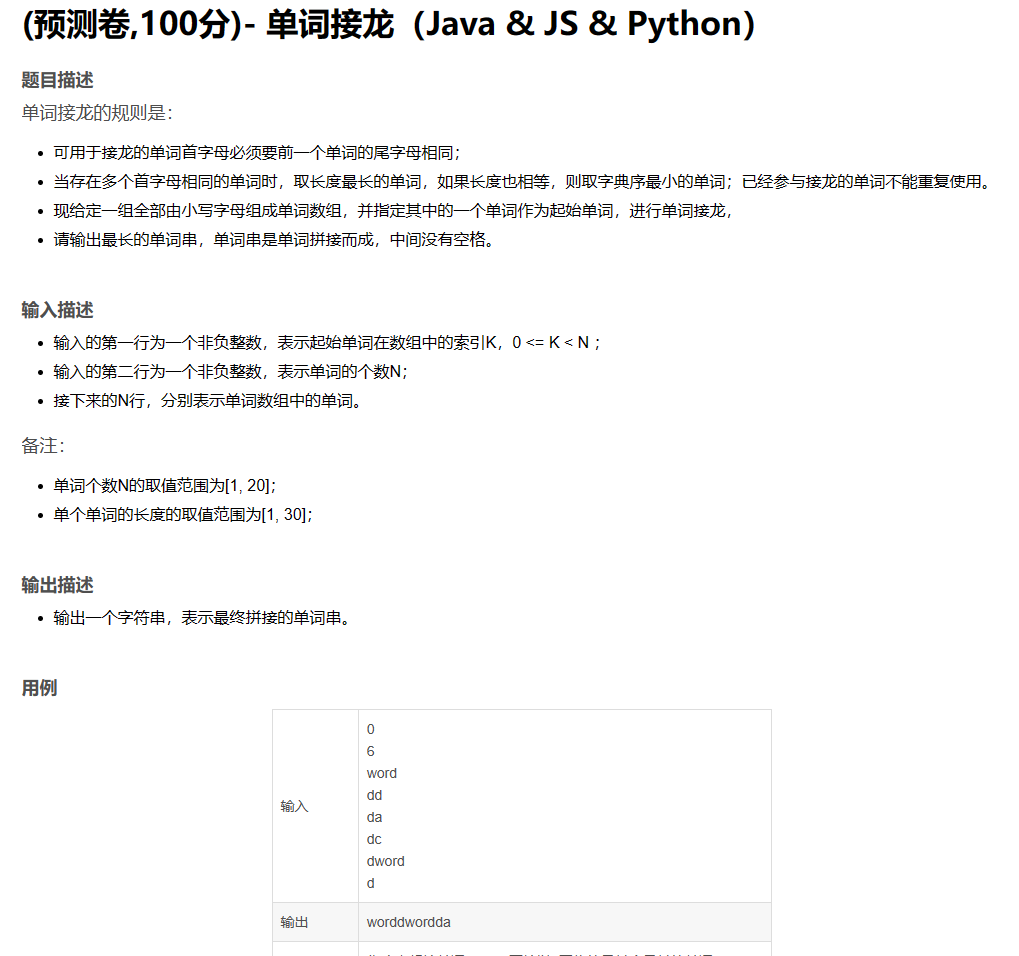 (预测卷,100分)- 单词接龙（Java & JS & Python）
题目描述
单词接龙的规则是：
可用于接龙的单词首字母必须要前一个单词的尾字母相同；
当存在多个首字母相同的单词时，取长度最长的单词，如果长度也相等，则取字典序最小的单词；已经参与接龙的单词不能重复使用。
现给定一组全部由小写字母组成单词数组，并指定其中的一个单词作为起始单词，进行单词接龙，
请输出最长的单词串，单词串是单词拼接而成，中间没有空格。
输入描述
输入的第一行为一个非负整数，表示起始单词在数组中的索引K，0 <= K < N ；
输入的第二行为一个非负整数，表示单词的个数N；
接下来的N行，分别表示单词数组中的单词。
备注：
单词个数N的取值范围为[1, 20]；
单个单词的长度的取值范围为[1, 30]；
输出描述
输出一个字符串，表示最终拼接的单词串。
用例
输入
0
6
word
dd
da
dc
dword
d
输出
worddwordda